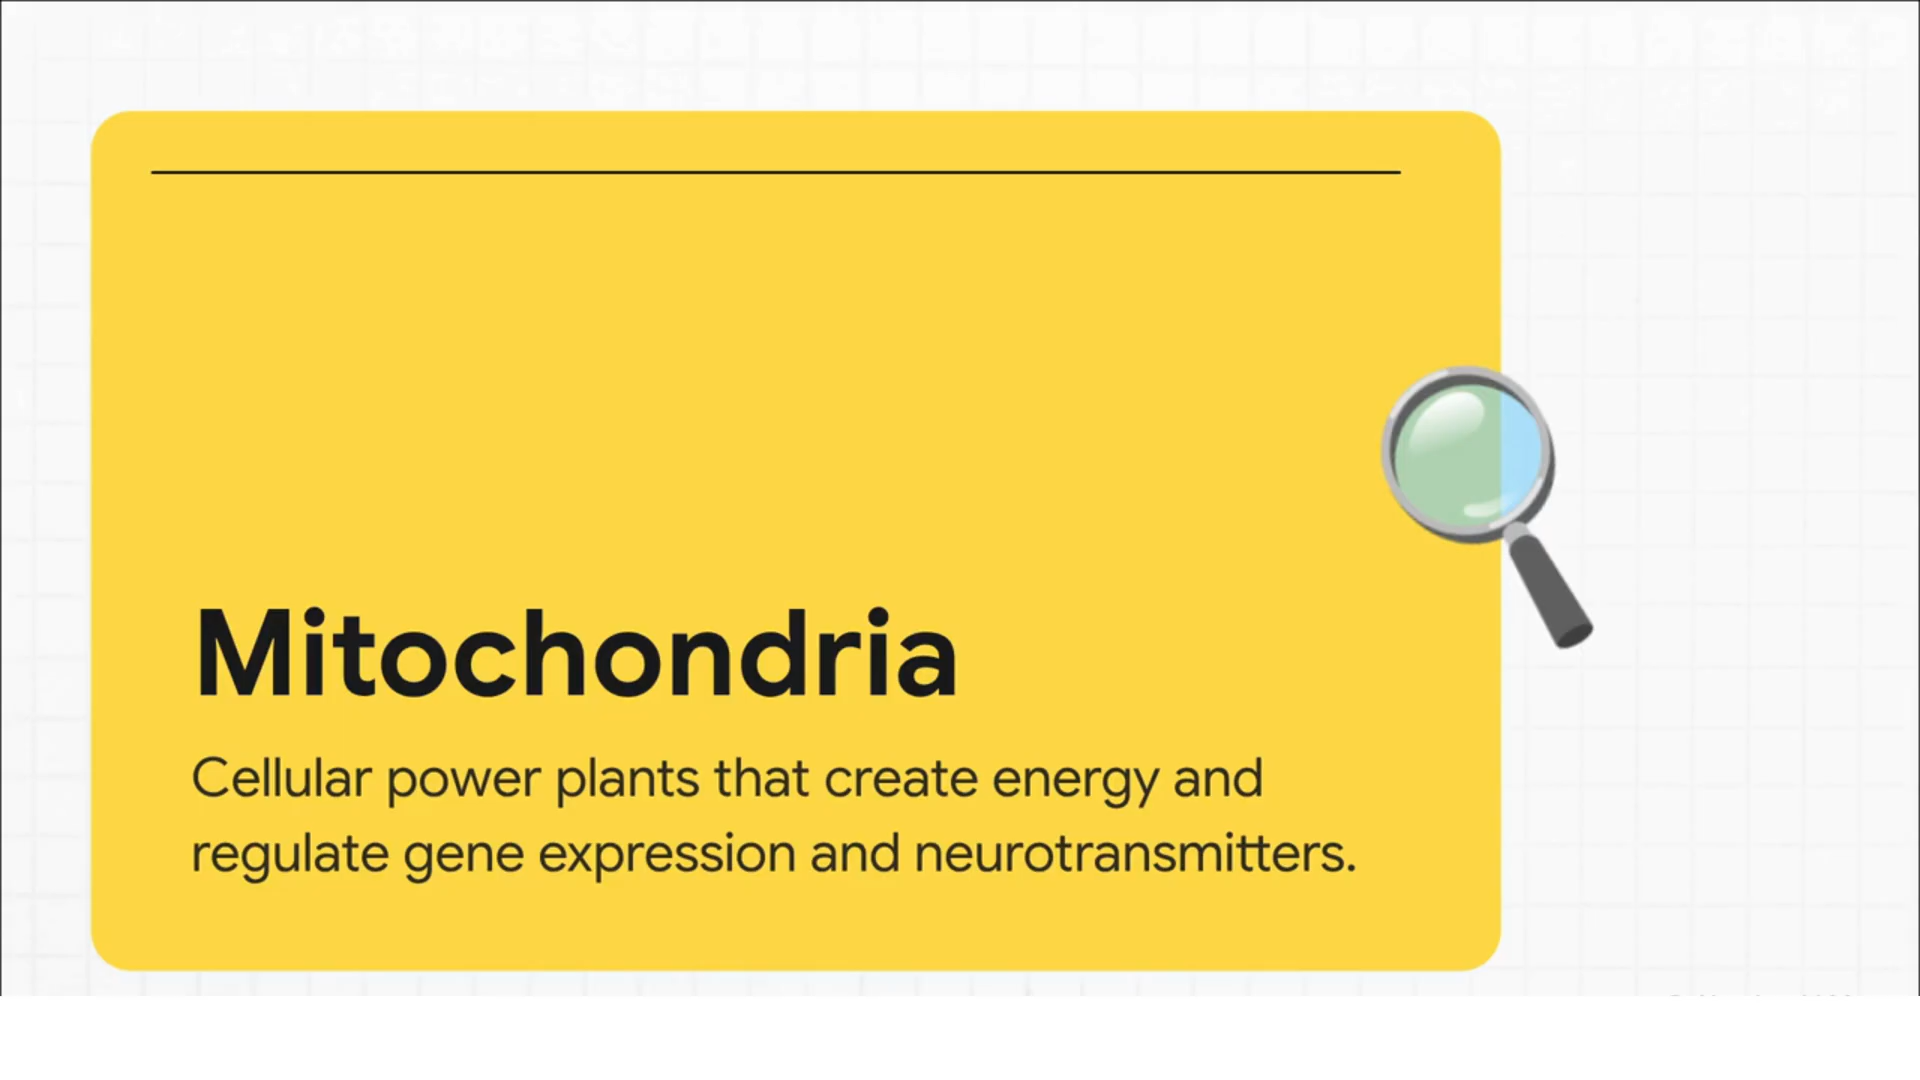 Mitochondria
Cellular power plants that create energy and
regulate gene expression and neurotransmitters.